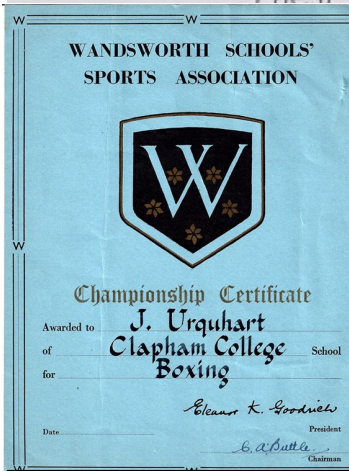 W W
WANDSWORTH SCHOOLS'
SPORTS ASSOCIATION
W
W
Championship Certificate
Awarded to J. Urquhart
of Clapham College School
for Boxing
Eleanor K. Goodrich
President
Date
Chairman
W W